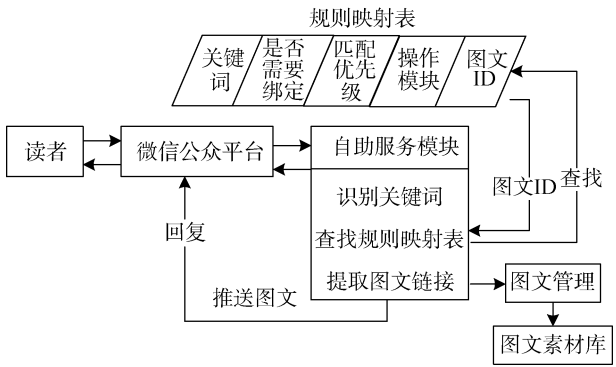 规则映射表
关键
词
是否
需要
绑定
匹配
优先
级
操作
模块
图文
ID
读者
微信公众平台
自助服务模块
识别关键词
查找规则映射表
提取图文链接
图文ID
查找
回复
推送图文
图文管理
图文素材库